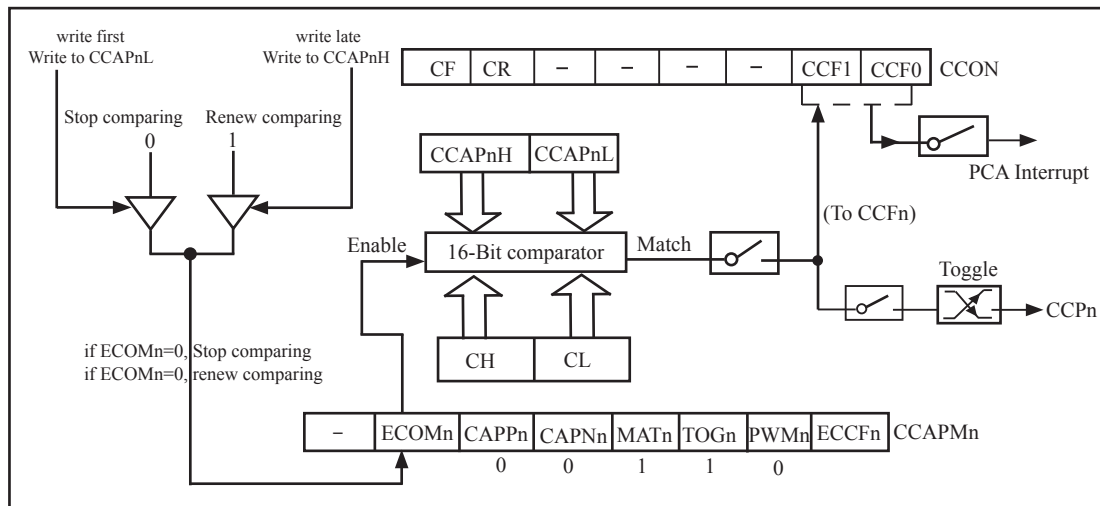 write first
Write to CCAPnL
write late
Write to CCAPnH
CF CR – – – – CCF1 CCF0 CCON
Stop comparing
0
Renew comparing
1
PCA Interrupt
CCAPnH CCAPnL
(To CCFn)
Enable
16-Bit comparator
Match
Toggle
CCPn
CH CL
if ECOMn=0, Stop comparing
if ECOMn=0, renew comparing
– ECOMn CAPPn CAPNn MATn TOGn PWMn ECCFn CCAPMn
0 0 1 1 0